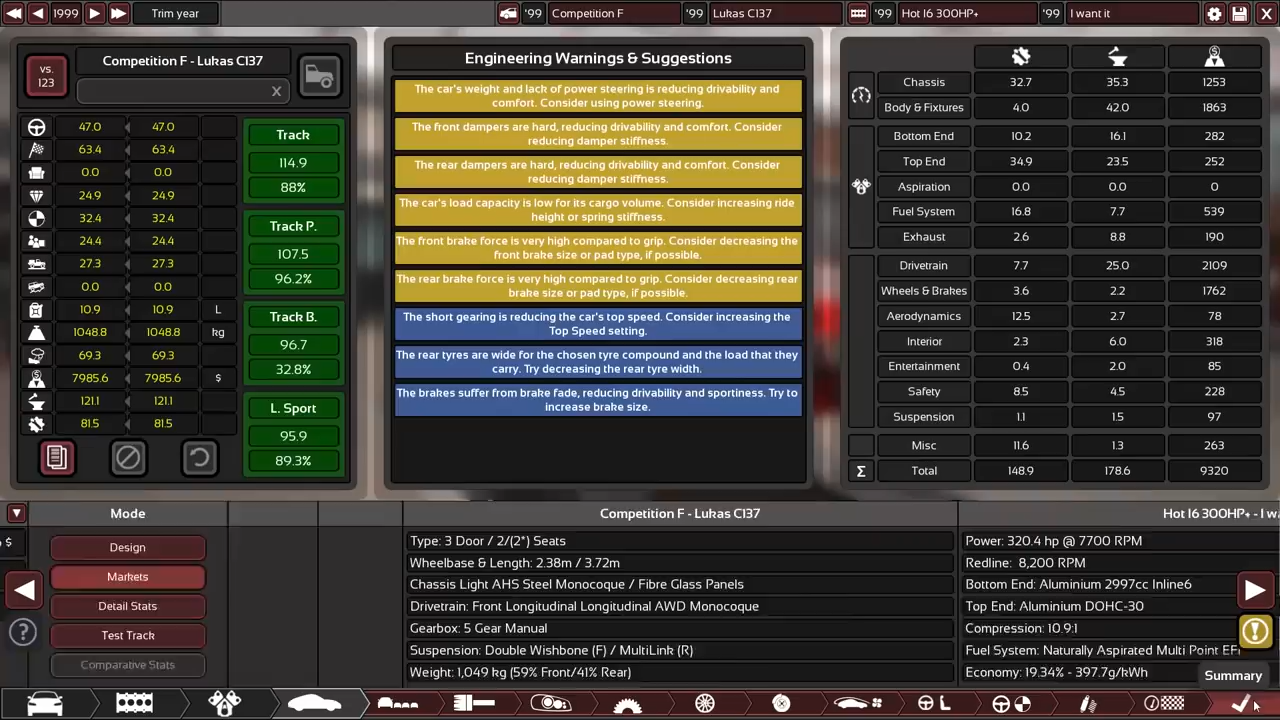 1999
Trim year
'99
Competition F
'99
Lukas C137
'99
Hot I6 300HP+
'99
I want it
vs.
123
Competition F - Lukas C137
X
47.0 47.0
63.4 63.4
0.0 0.0
24.9 24.9
32.4 32.4
24.4 24.4
27.3 27.3
0.0 0.0
10.9 10.9 L
1048.8 1048.8 kg
69.3 69.3
7985.6 7985.6 $
121.1 121.1
81.5 81.5
Track
114.9
88%
Track P.
107.5
96.2%
Track B.
96.7
32.8%
L. Sport
95.9
89.3%
Engineering Warnings & Suggestions
The car's weight and lack of power steering is reducing drivability and
comfort. Consider using power steering.
The front dampers are hard, reducing drivability and comfort. Consider
reducing damper stiffness.
The rear dampers are hard, reducing drivability and comfort. Consider
reducing damper stiffness.
The car's load capacity is low for its cargo volume. Consider increasing ride
height or spring stiffness.
The front brake force is very high compared to grip. Consider decreasing the
front brake size or pad type, if possible.
The rear brake force is very high compared to grip. Consider decreasing rear
brake size or pad type, if possible.
The short gearing is reducing the car's top speed. Consider increasing the
Top Speed setting.
The rear tyres are wide for the chosen tyre compound and the load that they
carry. Try decreasing the rear tyre width.
The brakes suffer from brake fade, reducing drivability and sportiness. Try to
increase brake size.
Chassis 32.7 35.3 1253
Body & Fixtures 4.0 42.0 1863
Bottom End 10.2 16.1 282
Top End 34.9 23.5 252
Aspiration 0.0 0.0 0
Fuel System 16.8 7.7 539
Exhaust 2.6 8.8 190
Drivetrain 7.7 25.0 2109
Wheels & Brakes 3.6 2.2 1762
Aerodynamics 12.5 2.7 78
Interior 2.3 6.0 318
Entertainment 0.4 2.0 85
Safety 8.5 4.5 228
Suspension 1.1 1.5 97
Misc 11.6 1.3 263
Σ Total 148.9 178.6 9320
$
Mode
Design
Markets
Detail Stats
Test Track
Comparative Stats
?
Competition F - Lukas C137
Type: 3 Door / 2/(2*) Seats
Wheelbase & Length: 2.38m / 3.72m
Chassis Light AHS Steel Monocoque / Fibre Glass Panels
Drivetrain: Front Longitudinal Longitudinal AWD Monocoque
Gearbox: 5 Gear Manual
Suspension: Double Wishbone (F) / MultiLink (R)
Weight: 1,049 kg (59% Front/41% Rear)
Hot I6 300HP+ - I wa
Power: 320.4 hp @ 7700 RPM
Redline: 8,200 RPM
Bottom End: Aluminium 2997cc Inline6
Top End: Aluminium DOHC-30
Compression: 10.9:1
Fuel System: Naturally Aspirated Multi Point EFI
Economy: 19.34% - 397.7g/kWh
Summary